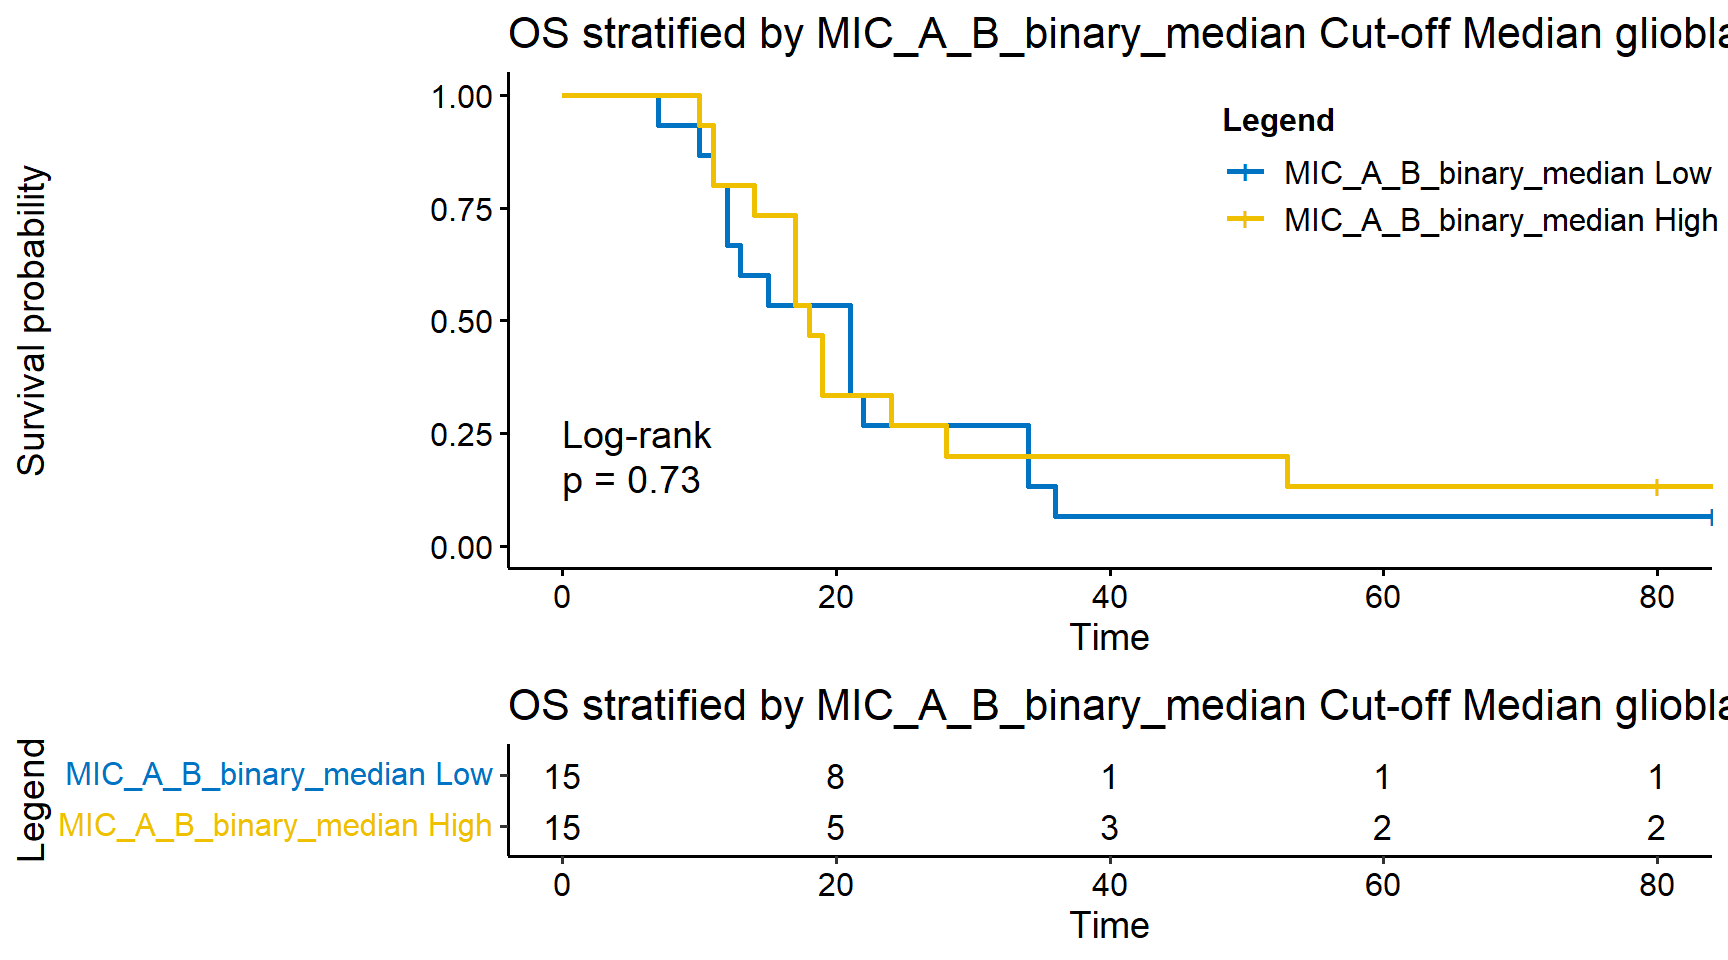 OS stratified by MIC_A_B_binary_median Cut-off Median gliobla
Survival probability
1.00
0.75
0.50
0.25
0.00
Legend
MIC_A_B_binary_median Low
MIC_A_B_binary_median High
Log-rank
p = 0.73
0 20 40 60 80
Time
OS stratified by MIC_A_B_binary_median Cut-off Median gliobla
Legend
MIC_A_B_binary_median Low 15 8 1 1 1
MIC_A_B_binary_median High 15 5 3 2 2
0 20 40 60 80
Time